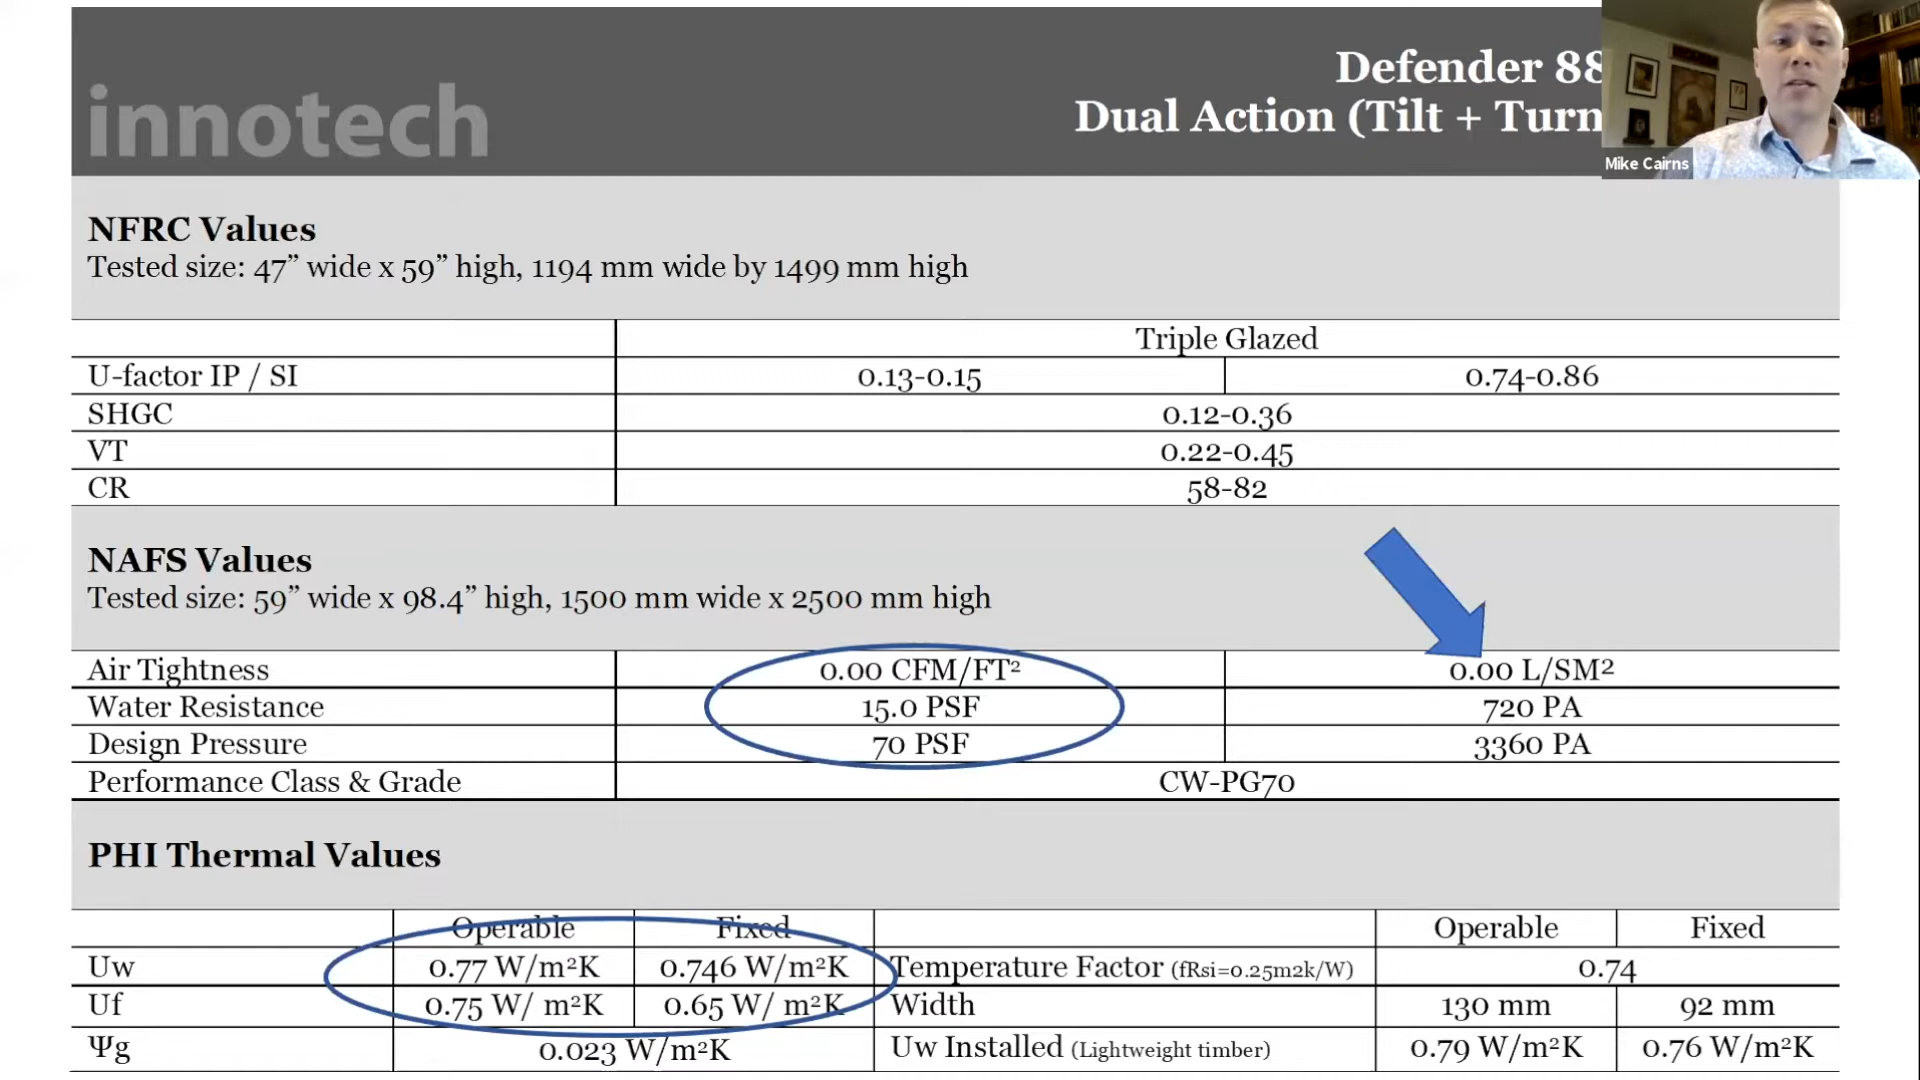 innotech
Defender 88
Dual Action (Tilt + Turn
Mike Cairns
NFRC Values
Tested size: 47” wide x 59” high, 1194 mm wide by 1499 mm high
Triple Glazed
U-factor IP / SI 0.13-0.15 0.74-0.86
SHGC 0.12-0.36
VT 0.22-0.45
CR 58-82
NAFS Values
Tested size: 59” wide x 98.4” high, 1500 mm wide x 2500 mm high
Air Tightness 0.00 CFM/FT² 0.00 L/SM²
Water Resistance 15.0 PSF 720 PA
Design Pressure 70 PSF 3360 PA
Performance Class & Grade CW-PG70
PHI Thermal Values
Operable Fixed Operable Fixed
Uw 0.77 W/m²K 0.746 W/m²K Temperature Factor (fRsi=0.25m2k/W) 0.74
Uf 0.75 W/ m²K 0.65 W/ m²K Width 130 mm 92 mm
Ψg 0.023 W/m²K Uw Installed (Lightweight timber) 0.79 W/m²K 0.76 W/m²K